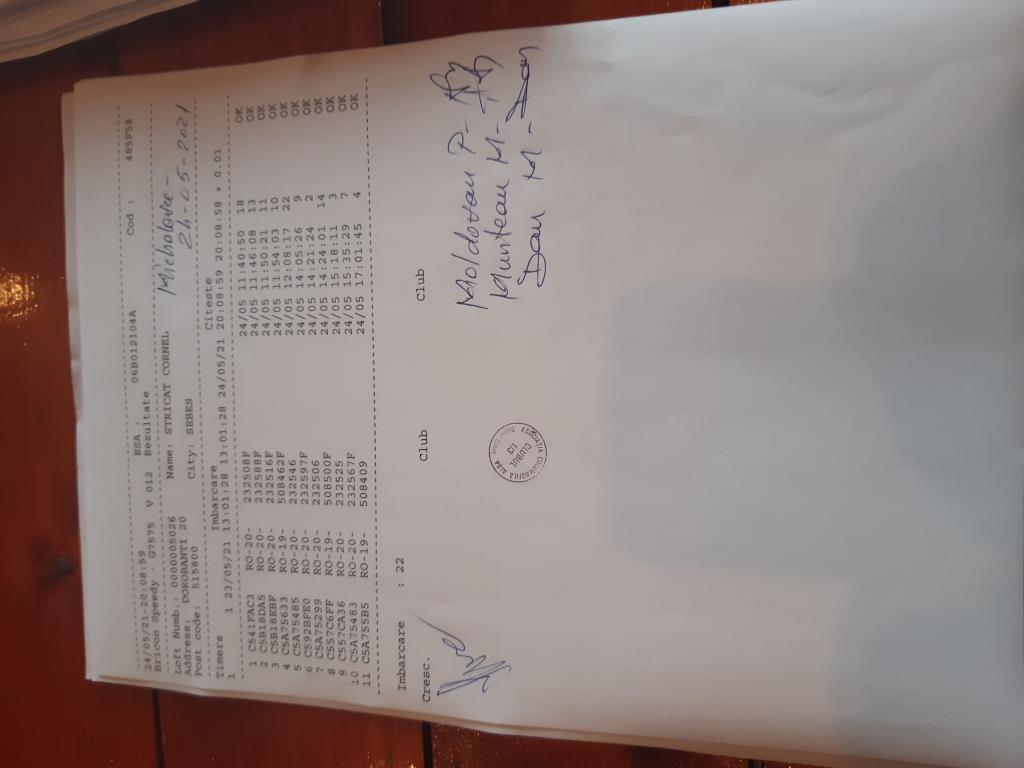 24/05/21-20:08:59 ESA : 06B012104A Cod : 485F58
Bricon Speedy G7575 V 012 Rezultate
Loft Numb.: 0000005026 Name: STRICAT CORNEL
Address: DOROBANTI 20
Post code: 515800 City: SEBES
Micholovce-
24-05-2021
Timers Imbarcare Citeste
1 1 23/05/21 13:01:28 13:01:28 24/05/21 20:08:59 20:08:58 + 0.01
1 C541FAC3 RO-20- 232508F 24/05 11:40:50 18 OK
2 C5B18DA5 RO-20- 232588F 24/05 11:46:08 13 OK
3 C5B18EBF RO-20- 232516F 24/05 11:50:21 11 OK
4 C5A75633 RO-19- 508462F 24/05 11:54:03 10 OK
5 C5A75485 RO-20- 232546 24/05 12:08:17 22 OK
6 C592BFE0 RO-20- 232597F 24/05 14:05:26 9 OK
7 C5A75299 RO-20- 232506 24/05 14:21:24 2 OK
8 C557C6FF RO-19- 508500F 24/05 14:24:01 14 OK
9 C557CA36 RO-20- 232525 24/05 15:18:11 3 OK
10 C5A75483 RO-20- 232567F 24/05 15:35:29 7 OK
11 C5A755B5 RO-19- 508409 24/05 17:01:45 4 OK
Imbarcare : 22
Cresc. Club Club
Moldovan P-
Muntean M-
Dan M- Dan
CLUBUL
113